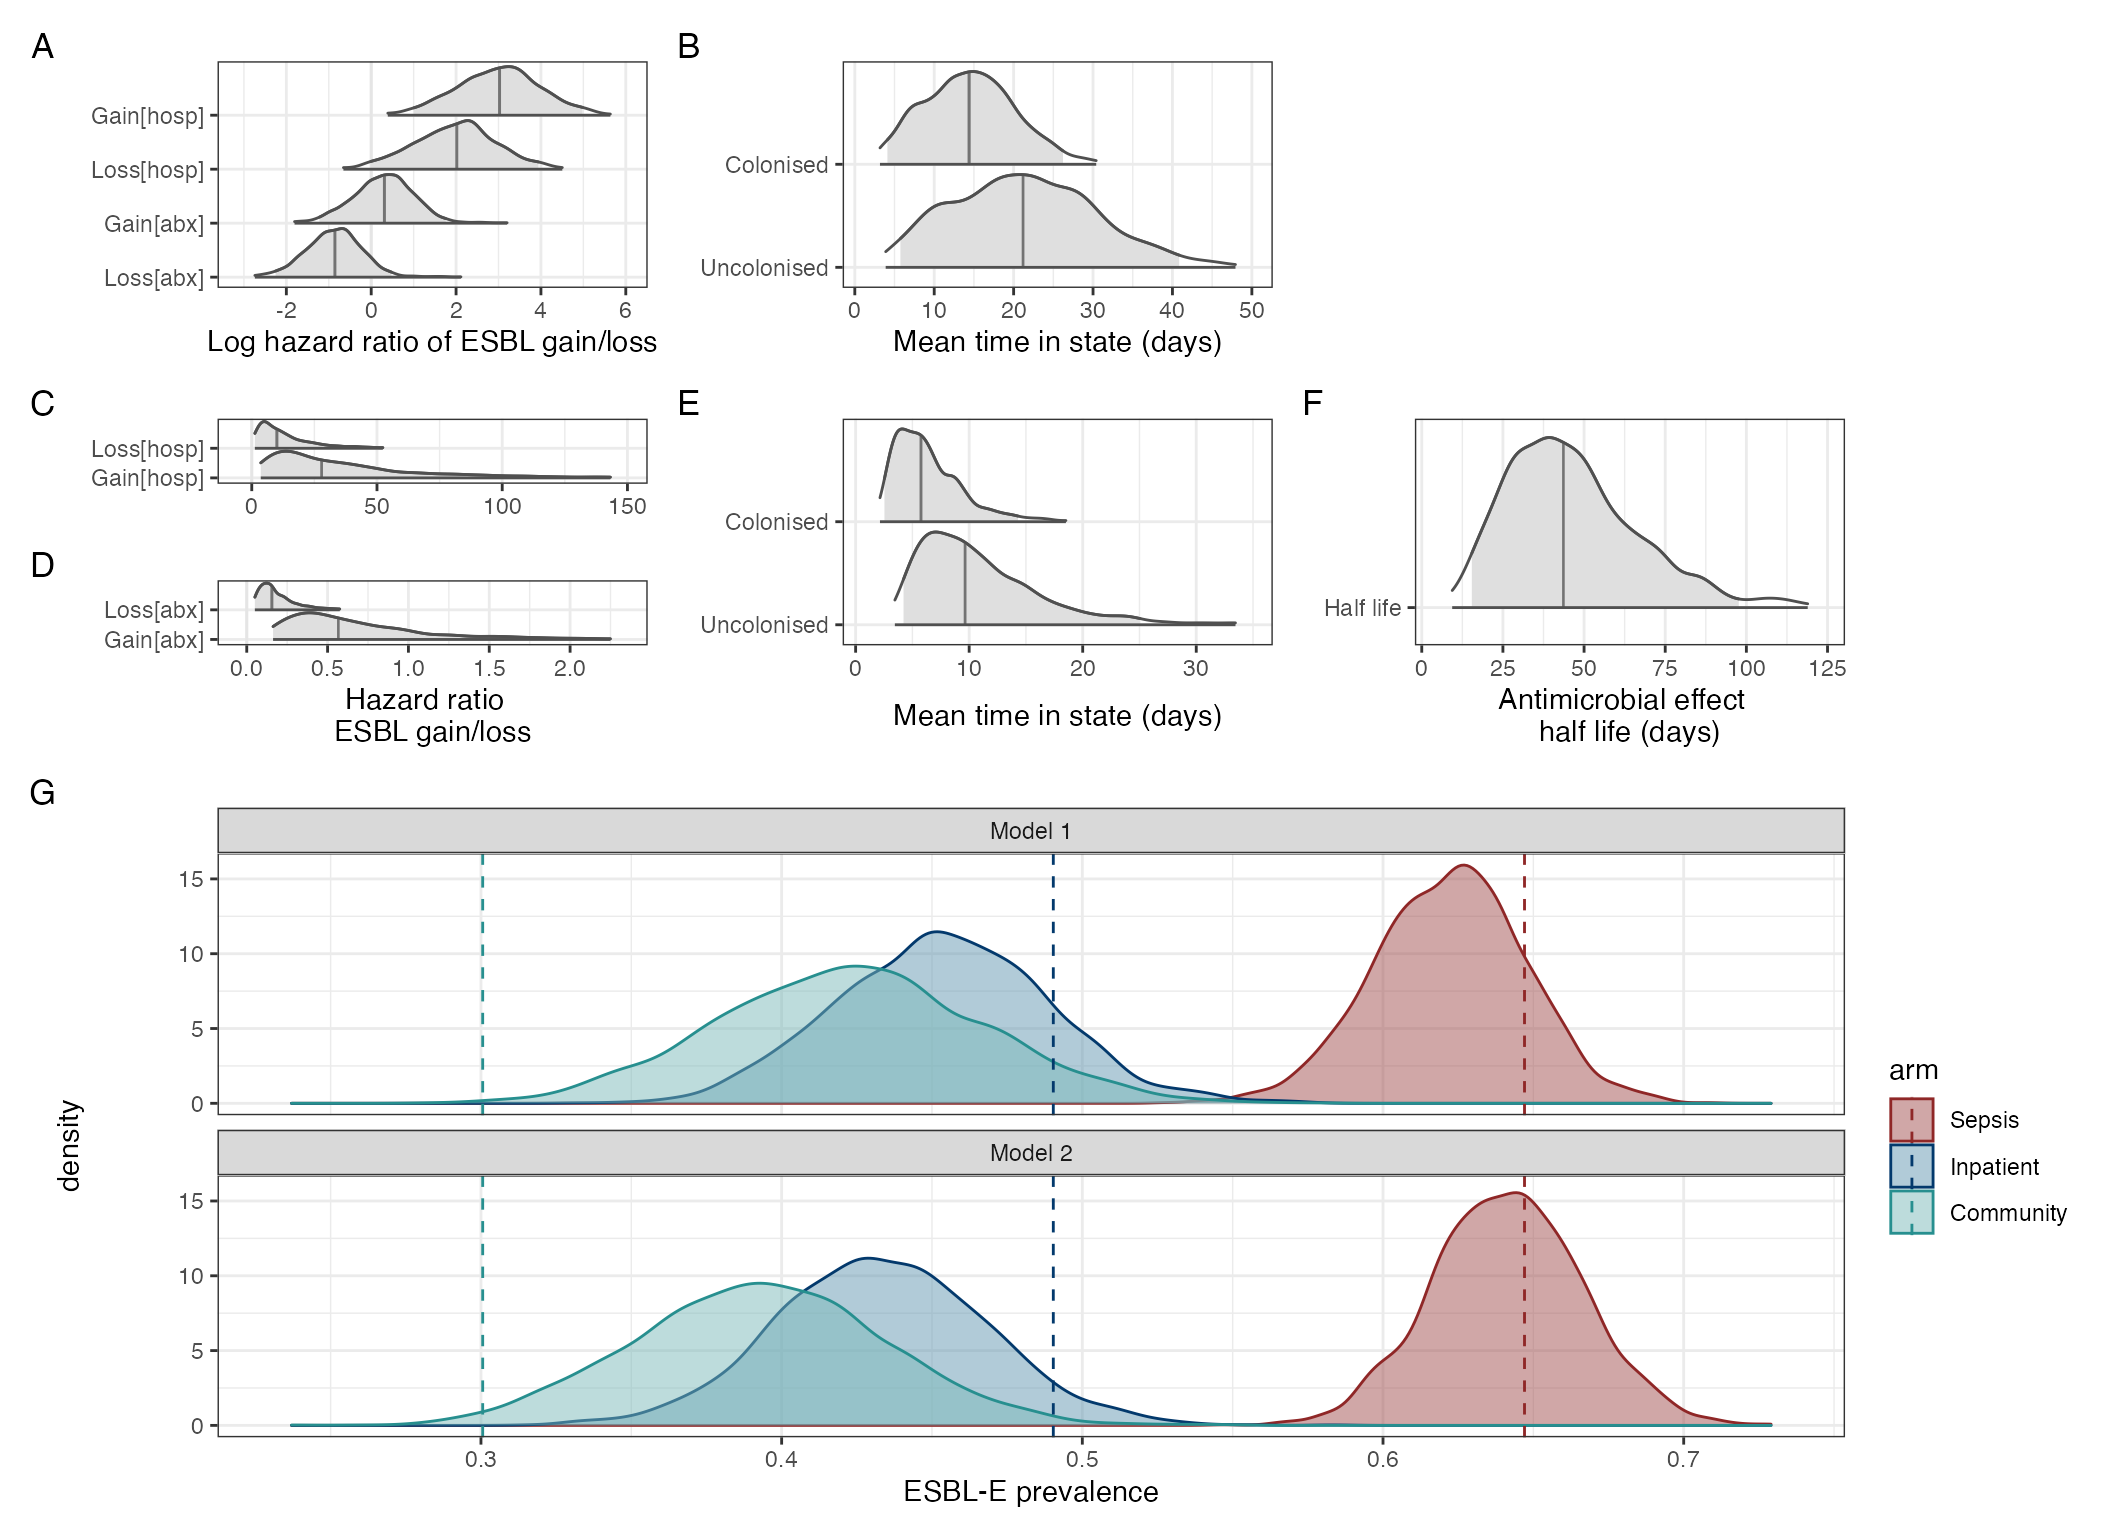 A
Gain[hosp]
Loss[hosp]
Gain[abx]
Loss[abx]
-2 0 2 4 6
Log hazard ratio of ESBL gain/loss
B
Colonised
Uncolonised
0 10 20 30 40 50
Mean time in state (days)
C
Loss[hosp]
Gain[hosp]
0 50 100 150
D
Loss[abx]
Gain[abx]
0.0 0.5 1.0 1.5 2.0
Hazard ratio
ESBL gain/loss
E
Colonised
Uncolonised
0 10 20 30
Mean time in state (days)
F
Half life
0 25 50 75 100 125
Antimicrobial effect
half life (days)
G
density
Model 1
15
10
5
0
Model 2
15
10
5
0
0.3 0.4 0.5 0.6 0.7
ESBL-E prevalence
arm
Sepsis
Inpatient
Community